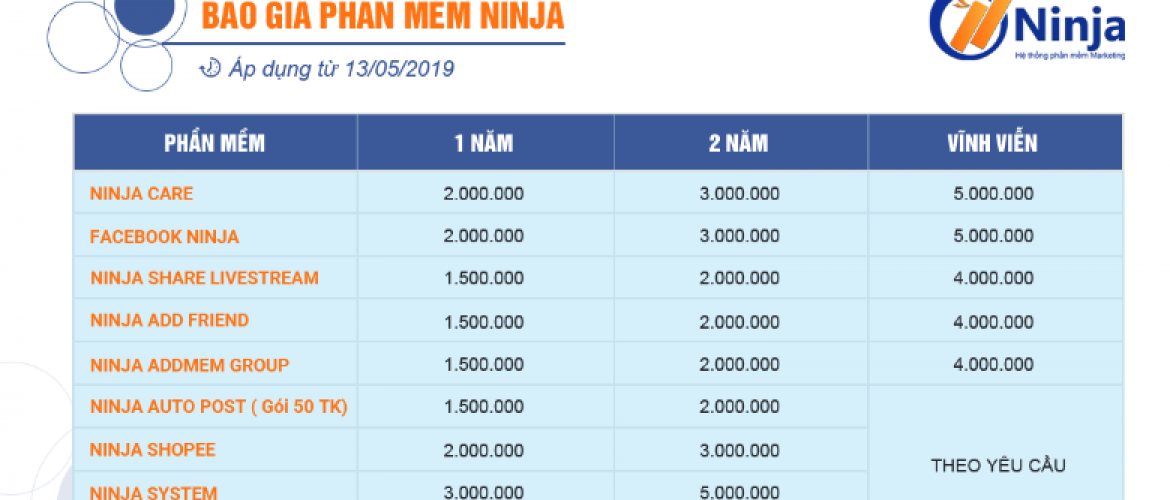 BÁO GIÁ PHẦN MỀM NINJA
Ninja
Hệ thống phần mềm Marketing
Áp dụng từ 13/05/2019
PHẦN MỀM 1 NĂM 2 NĂM VĨNH VIỄN
NINJA CARE 2.000.000 3.000.000 5.000.000
FACEBOOK NINJA 2.000.000 3.000.000 5.000.000
NINJA SHARE LIVESTREAM 1.500.000 2.000.000 4.000.000
NINJA ADD FRIEND 1.500.000 2.000.000 4.000.000
NINJA ADDMEM GROUP 1.500.000 2.000.000 4.000.000
NINJA AUTO POST ( Gói 50 TK) 1.500.000 2.000.000
NINJA SHOPEE 2.000.000 3.000.000
THEO YÊU CẦU
NINJA SYSTEM 3.000.000 5.000.000